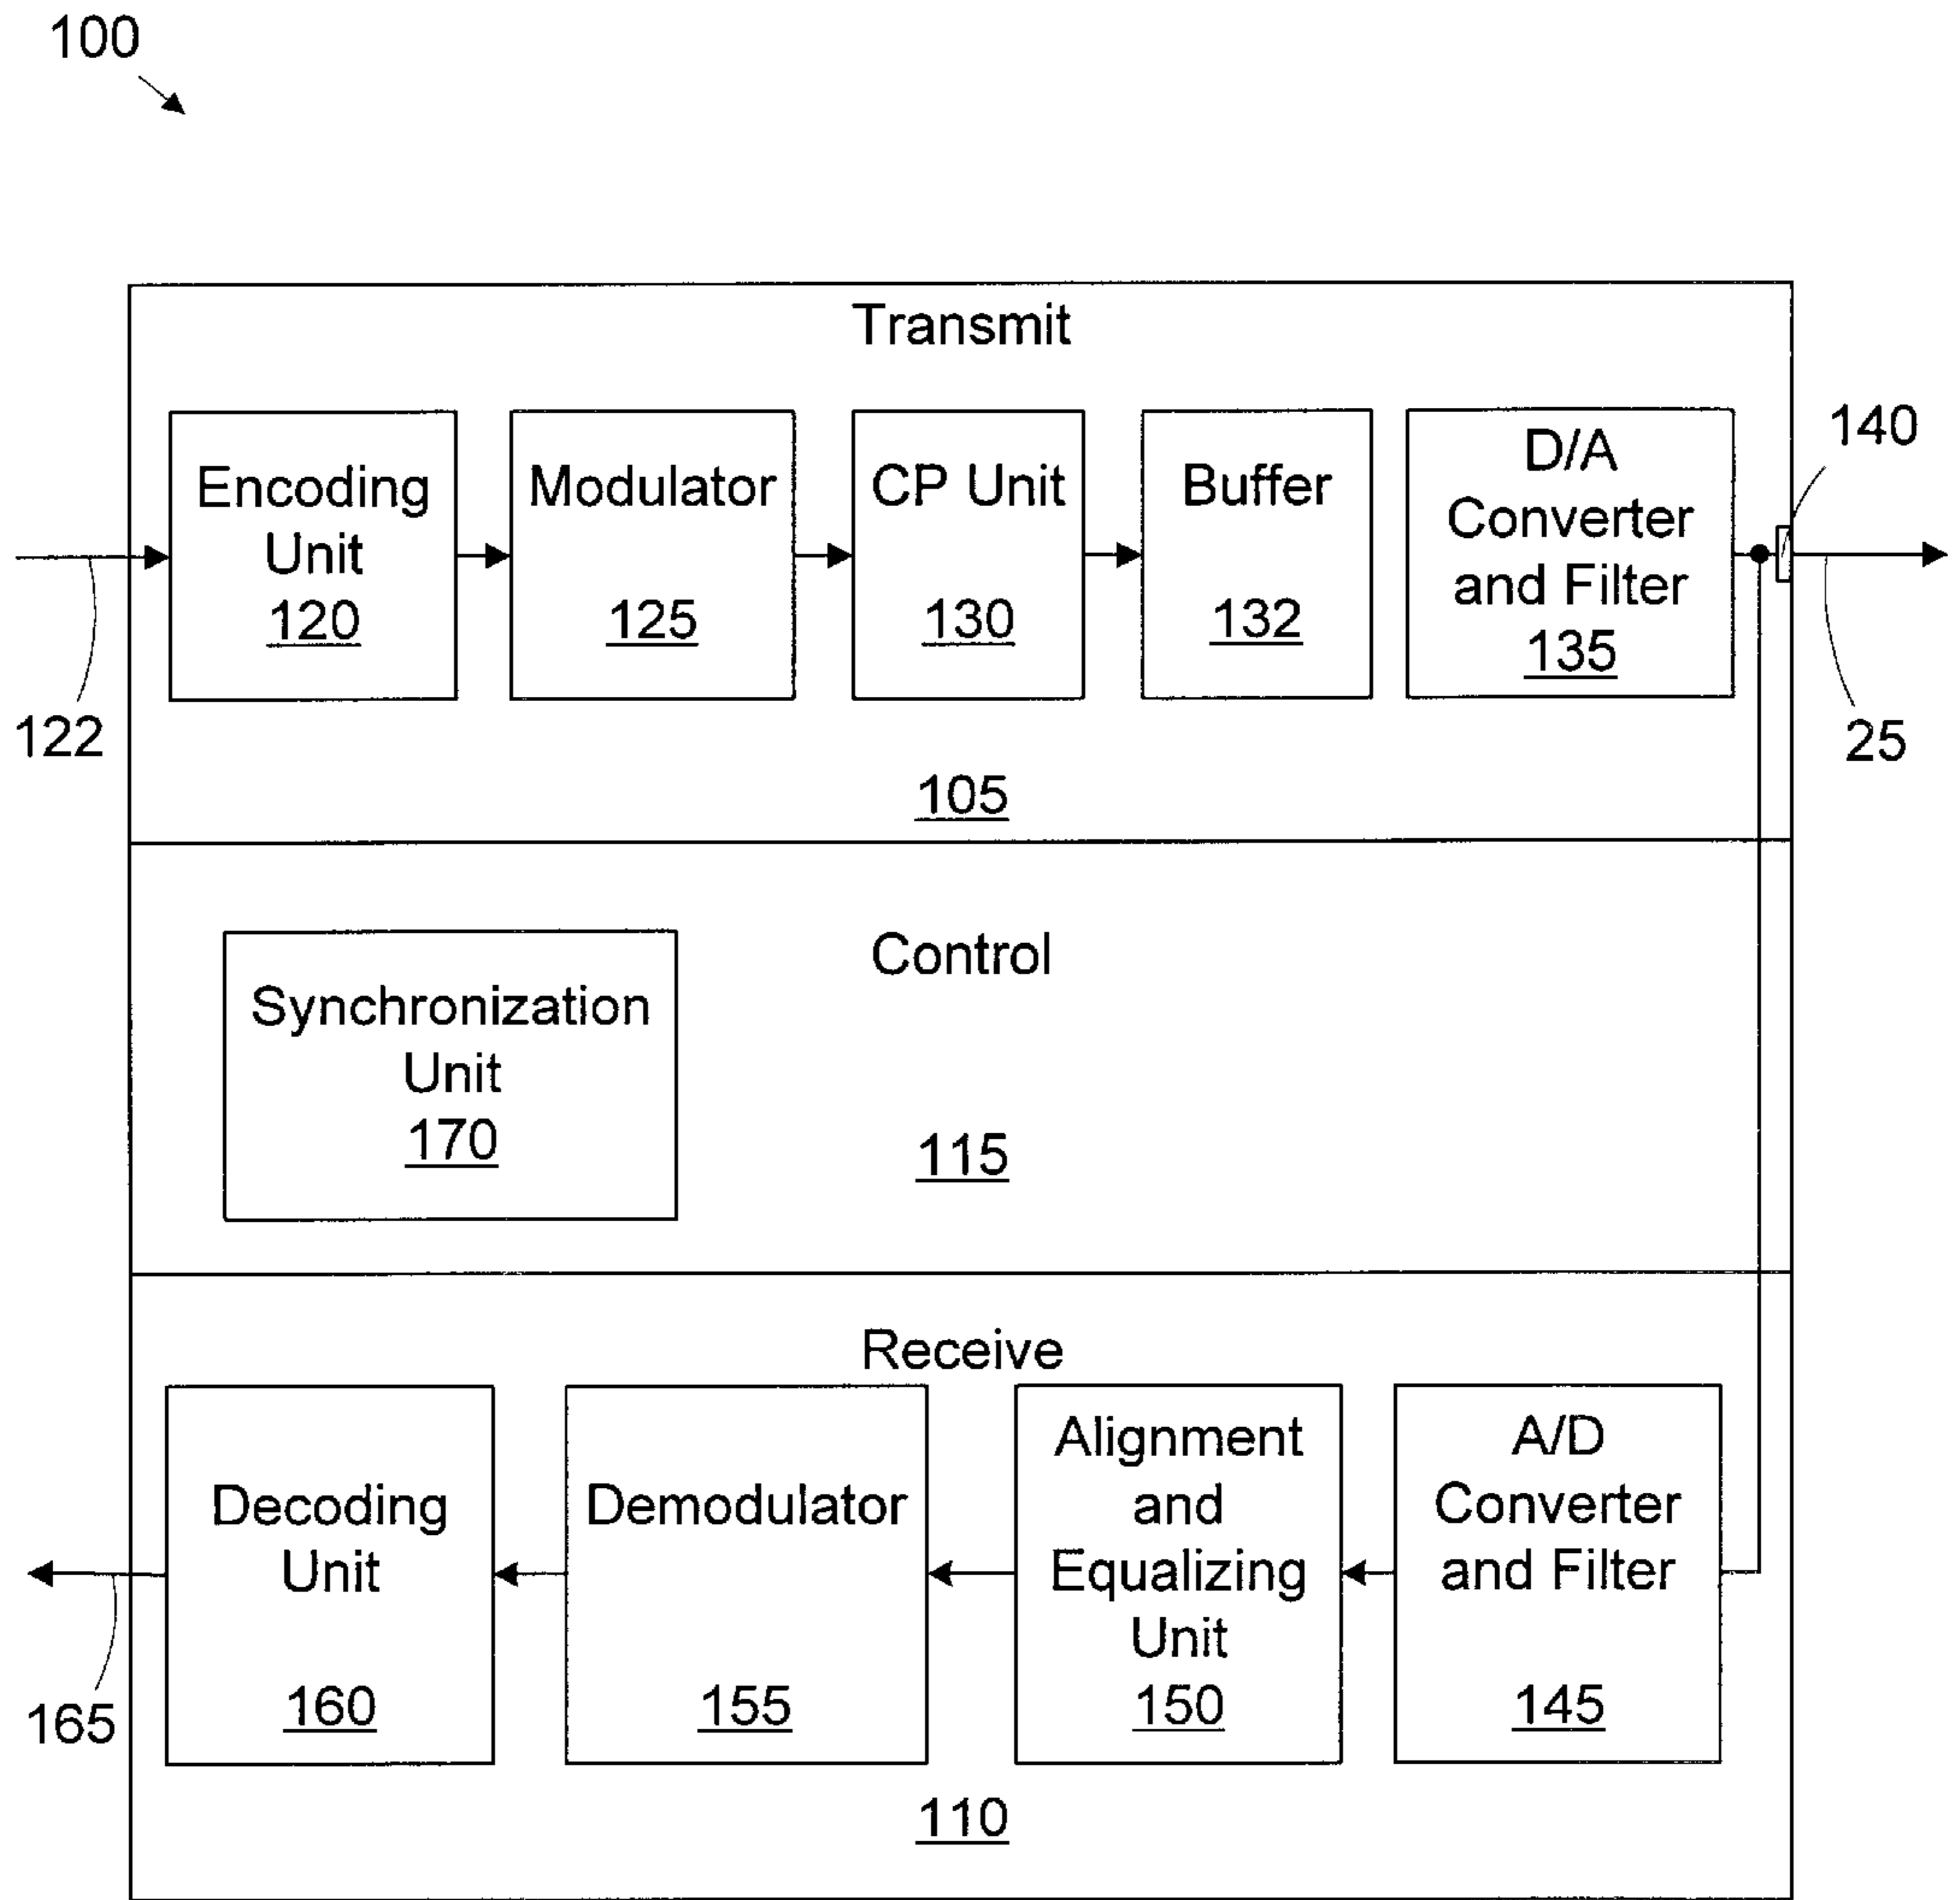 100
Transmit
Encoding
Unit
120
Modulator
125
CP Unit
130
Buffer
132
D/A
Converter
and Filter
135
140
122
25
105
Control
Synchronization
Unit
170
115
Receive
Decoding
Unit
160
Demodulator
155
Alignment
and
Equalizing
Unit
150
A/D
Converter
and Filter
145
165
110